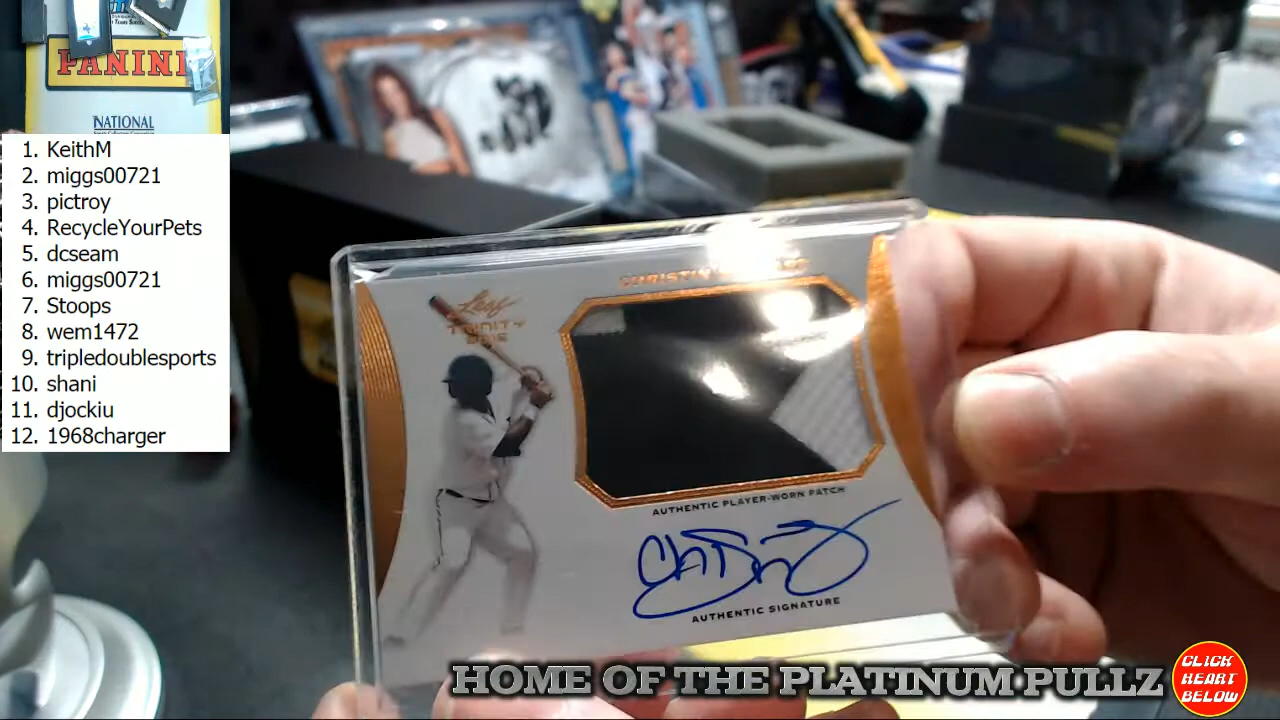 PANINI
NATIONAL
1. KeithM
2. miggs00721
3. pictroy
4. RecycleYourPets
5. dcseam
6. miggs00721
7. Stoops
8. wem1472
9. tripledoublesports
10. shani
11. djockiu
12. 1968charger
Leaf
TRINITY
AUTHENTIC PLAYER-WORN PATCH
AUTHENTIC SIGNATURE
HOME OF THE PLATINUM PULLZ
CLICK
HEART
BELOW